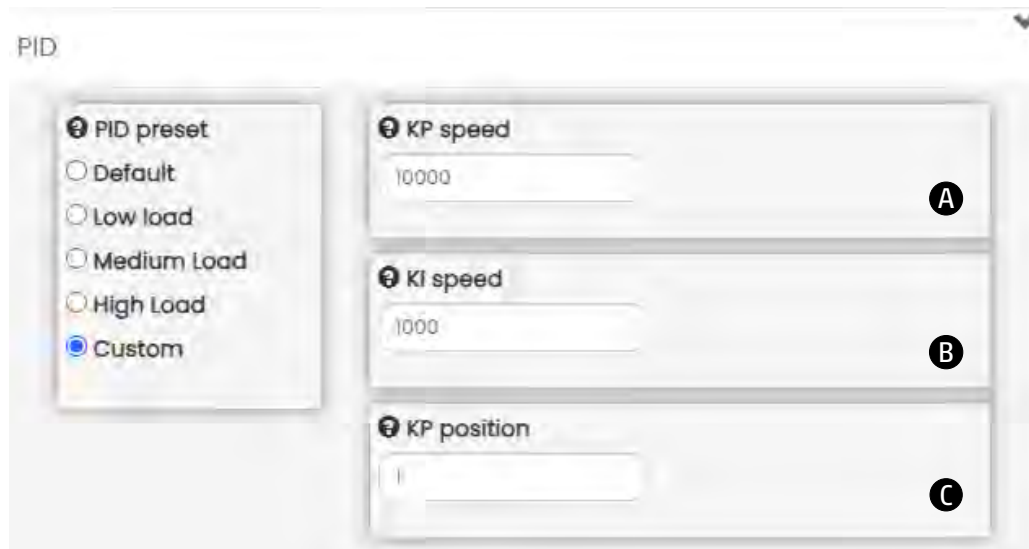 PID
PID preset
Default
Low load
Medium Load
High Load
Custom
KP speed
10000
A
KI speed
1000
B
KP position
1
C